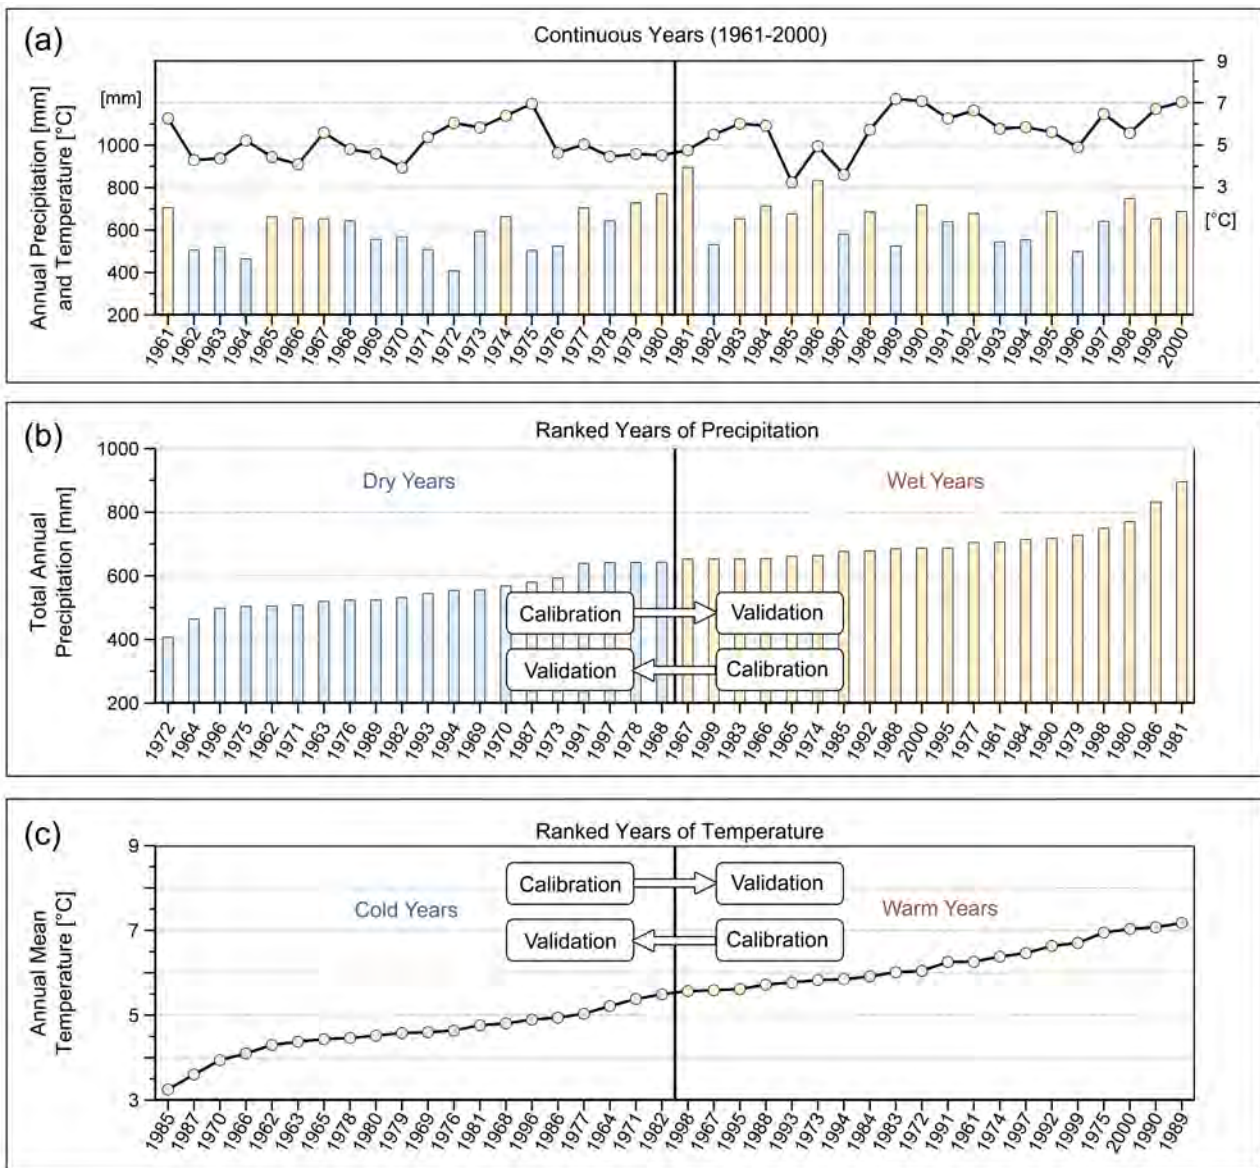 (a)
Continuous Years (1961-2000)
Annual Precipitation [mm]
and Temperature [°C]
[mm]
1000
800
600
400
200
9
7
5
3
[°C]
1961 1962 1963 1964 1965 1966 1967 1968 1969 1970 1971 1972 1973 1974 1975 1976 1977 1978 1979 1980 1981 1982 1983 1984 1985 1986 1987 1988 1989 1990 1991 1992 1993 1994 1995 1996 1997 1998 1999 2000
(b)
Ranked Years of Precipitation
Total Annual
Precipitation [mm]
1000
800
600
400
200
Dry Years
Wet Years
Calibration
Validation
Validation
Calibration
1972 1964 1996 1975 1962 1971 1963 1976 1989 1982 1993 1994 1969 1970 1987 1973 1991 1997 1978 1968 1967 1999 1983 1966 1965 1974 1985 1992 1988 2000 1995 1977 1961 1984 1990 1979 1998 1980 1986 1981
(c)
Ranked Years of Temperature
Annual Mean
Temperature [°C]
9
7
5
3
Calibration
Validation
Cold Years
Warm Years
Validation
Calibration
1985 1987 1970 1966 1962 1963 1965 1978 1980 1979 1969 1976 1981 1968 1996 1986 1977 1964 1971 1982 1998 1967 1995 1988 1993 1973 1994 1984 1983 1972 1991 1961 1974 1997 1992 1999 1975 2000 1990 1989